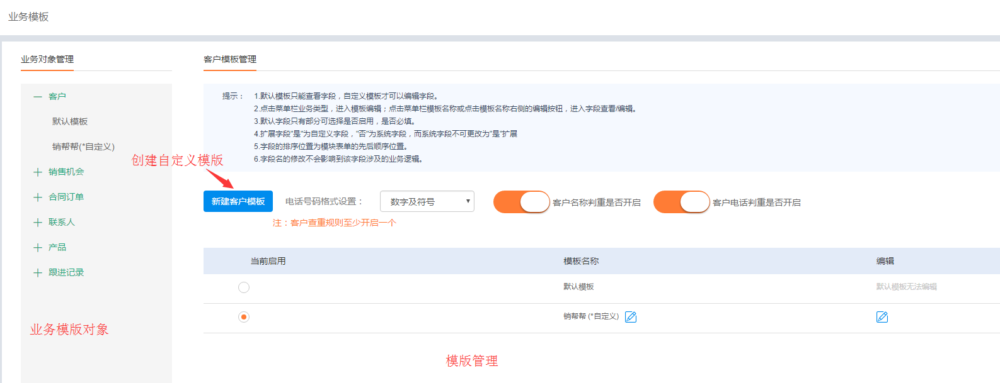 业务模板
业务对象管理
客户
默认模板
销帮帮(*自定义)
销售机会
合同订单
联系人
产品
跟进记录
业务模版对象
客户模板管理
提示： 1.默认模板只能查看字段，自定义模板才可以编辑字段。
2.点击菜单栏业务类型，进入模板编辑；点击菜单栏模板名称或点击模板名称右侧的编辑按钮，进入字段查看/编辑。
3.默认字段只有部分可选择是否启用，是否必填。
4.扩展字段"是"为自定义字段，"否"为系统字段，而系统字段不可更改为"是"扩展
5.字段的排序位置为模块表单的先后顺序位置。
6.字段名的修改不会影响到该字段涉及的业务逻辑。
创建自定义模版
新建客户模板 电话号码格式设置： 数字及符号 客户名称判重是否开启 客户电话判重是否开启
注：客户查重规则至少开启一个
当前启用 模板名称 编辑
默认模板 默认模板无法编辑
销帮帮 (*自定义)
模版管理